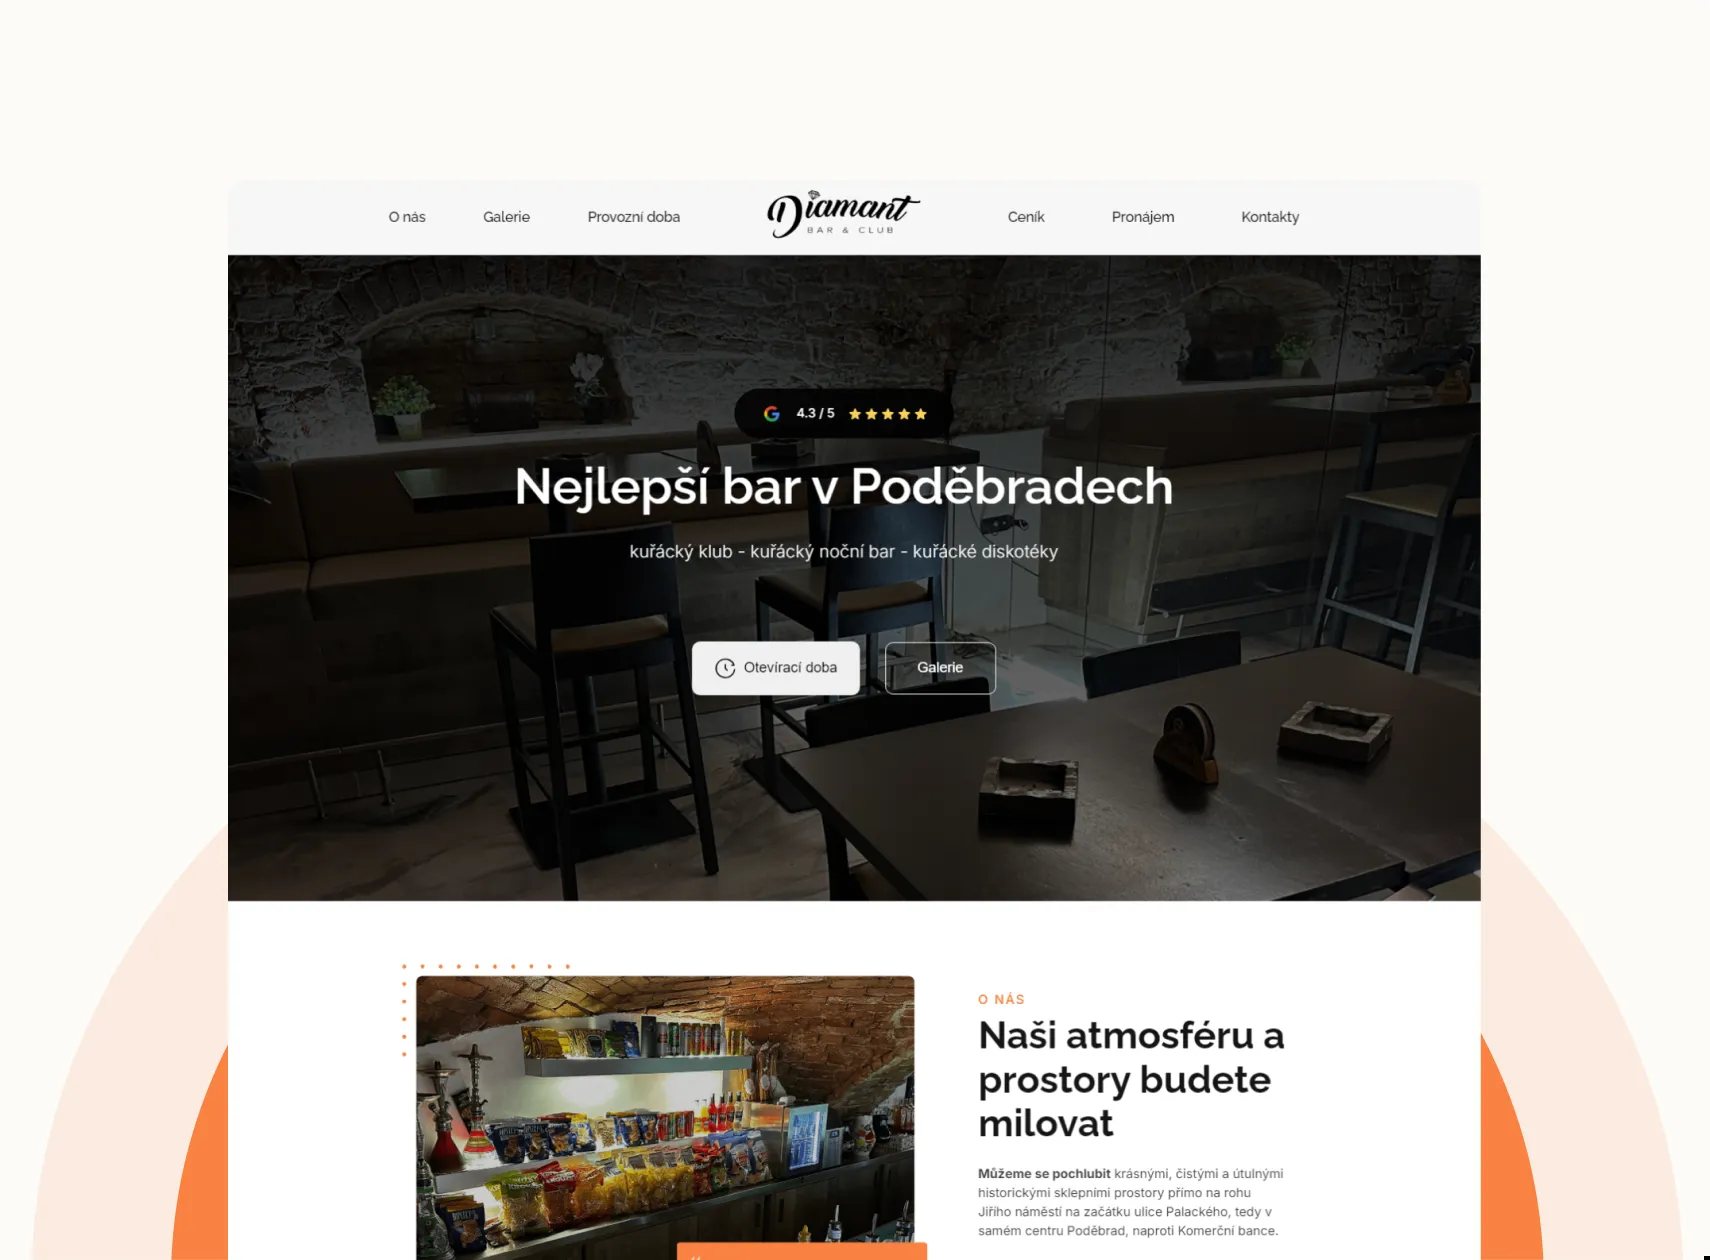 O nás
Galerie
Provozní doba
Diamant
BAR & CLUB
Ceník
Pronájem
Kontakty
4.3 / 5
Nejlepší bar v Poděbradech
kuřácký klub - kuřácký noční bar - kuřácké diskotéky
Otevírací doba
Galerie
O NÁS
Naši atmosféru a
prostory budete
milovat
Můžeme se pochlubit krásnými, čistými a útulnými
historickými sklepními prostory přímo na rohu
Jiřího náměstí na začátku ulice Palackého, tedy v
samém centru Poděbrad, naproti Komerční bance.